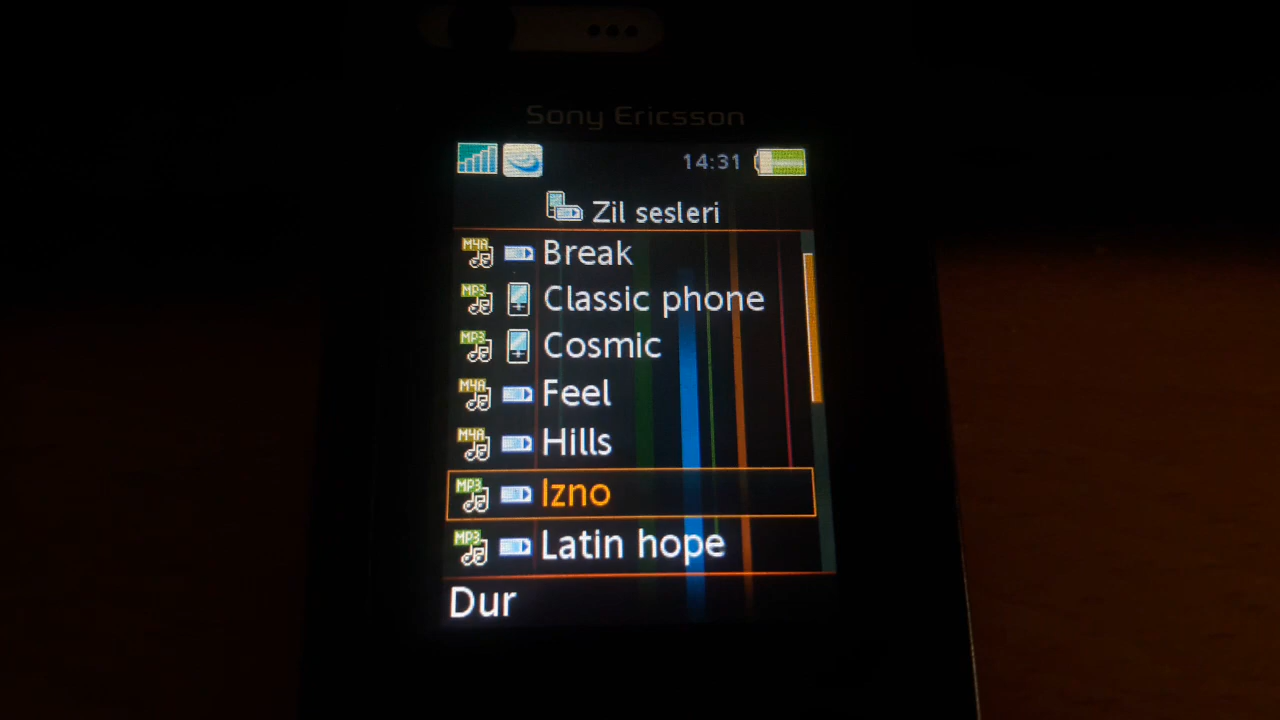 Sony Ericsson
14:31
Zil sesleri
M4A Break
MP3 Classic phone
MP3 Cosmic
M4A Feel
M4A Hills
MP3 Izno
MP3 Latin hope
Dur